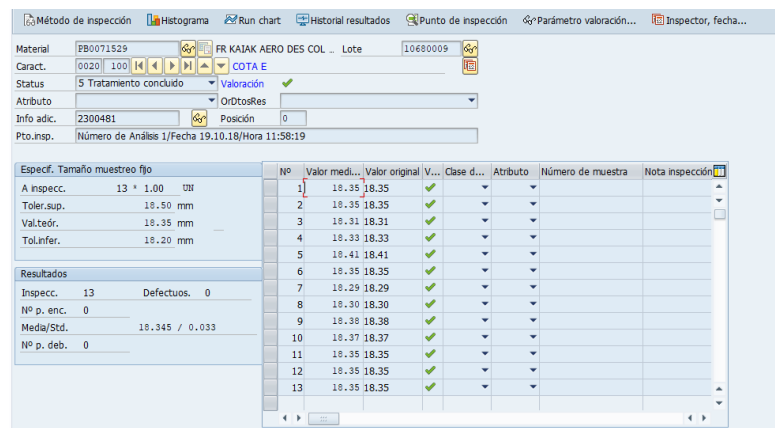 Método de inspección Histograma Run chart Historial resultados Punto de inspección Parámetro valoración... Inspector, fecha...
Material PB0071529 FR KAIAK AERO DES COL .. Lote 10680009
Caract. 0020 100 COTA E
Status 5 Tratamiento concluido Valoración
Atributo OrDtosRes
Info adic. 2300481 Posición 0
Pto.insp. Número de Análisis 1/Fecha 19.10.18/Hora 11:58:19
Especif. Tamaño muestreo fijo
A inspecc. 13 * 1.00 UN
Toler.sup. 18.50 mm
Val.teór. 18.35 mm
Tol.infer. 18.20 mm
Resultados
Inspecc. 13 Defectuos. 0
Nº p. enc. 0
Media/Std. 18.345 / 0.033
Nº p. deb. 0
Nº Valor medi... Valor original V... Clase d... Atributo Número de muestra Nota inspección
1 18.35 18.35
2 18.35 18.35
3 18.31 18.31
4 18.33 18.33
5 18.41 18.41
6 18.35 18.35
7 18.29 18.29
8 18.30 18.30
9 18.38 18.38
10 18.37 18.37
11 18.35 18.35
12 18.35 18.35
13 18.35 18.35